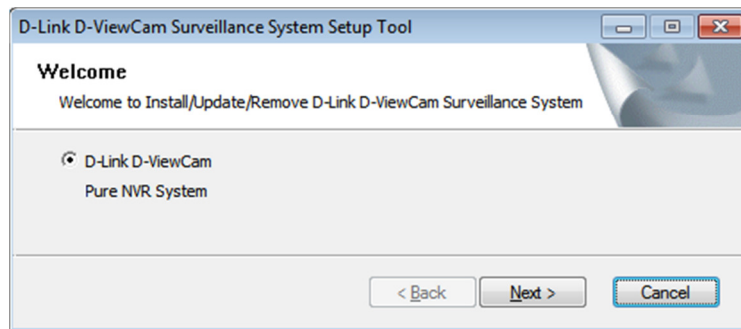 D-Link D-ViewCam Surveillance System Setup Tool
Welcome
Welcome to Install/Update/Remove D-Link D-ViewCam Surveillance System
D-Link D-ViewCam
Pure NVR System
< Back Next > Cancel